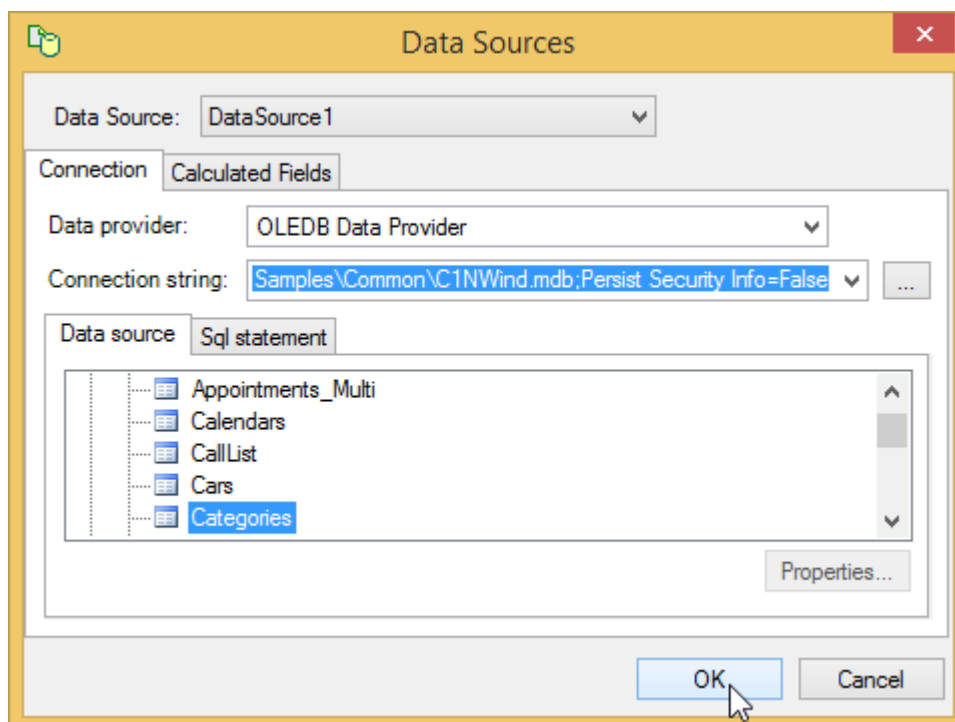 Data Sources
Data Source: DataSource1
Connection Calculated Fields
Data provider: OLEDB Data Provider
Connection string: Samples\Common\C1NWind.mdb;Persist Security Info=False ...
Data source Sql statement
Appointments_Multi
Calendars
CallList
Cars
Categories
Properties...
OK Cancel